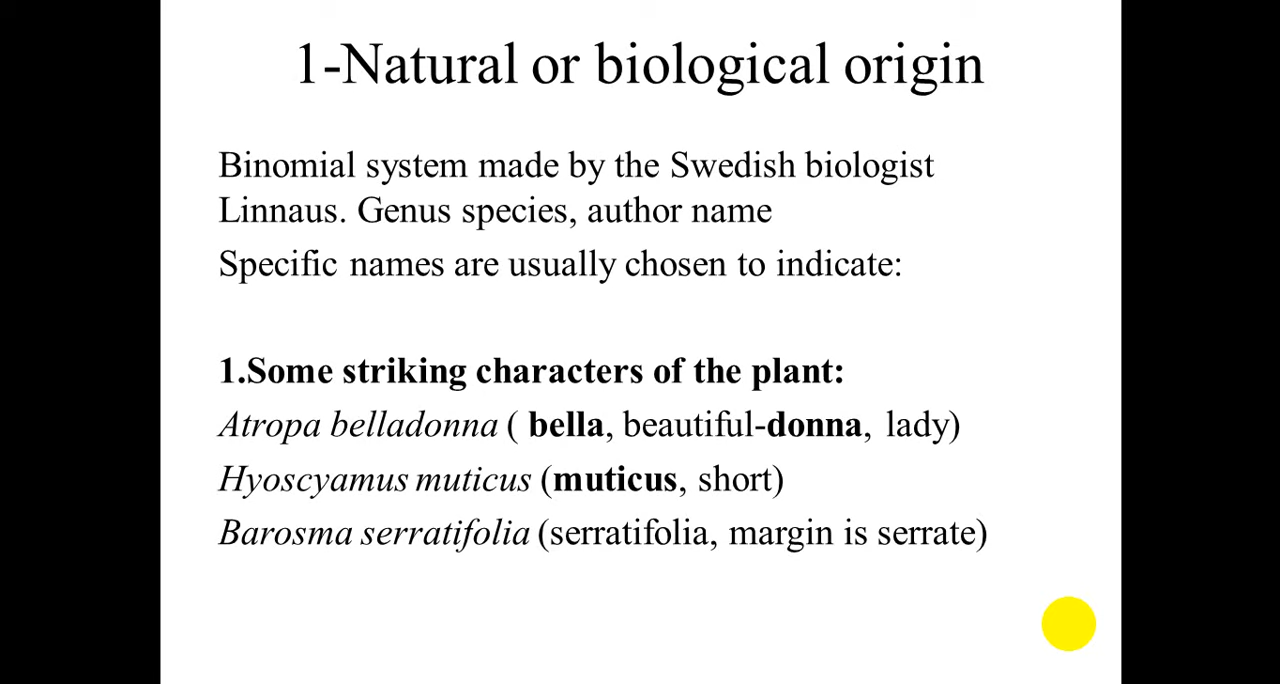 1-Natural or biological origin
Binomial system made by the Swedish biologist
Linnaus. Genus species, author name
Specific names are usually chosen to indicate:
1.Some striking characters of the plant:
Atropa belladonna ( bella, beautiful-donna, lady)
Hyoscyamus muticus (muticus, short)
Barosma serratifolia (serratifolia, margin is serrate)